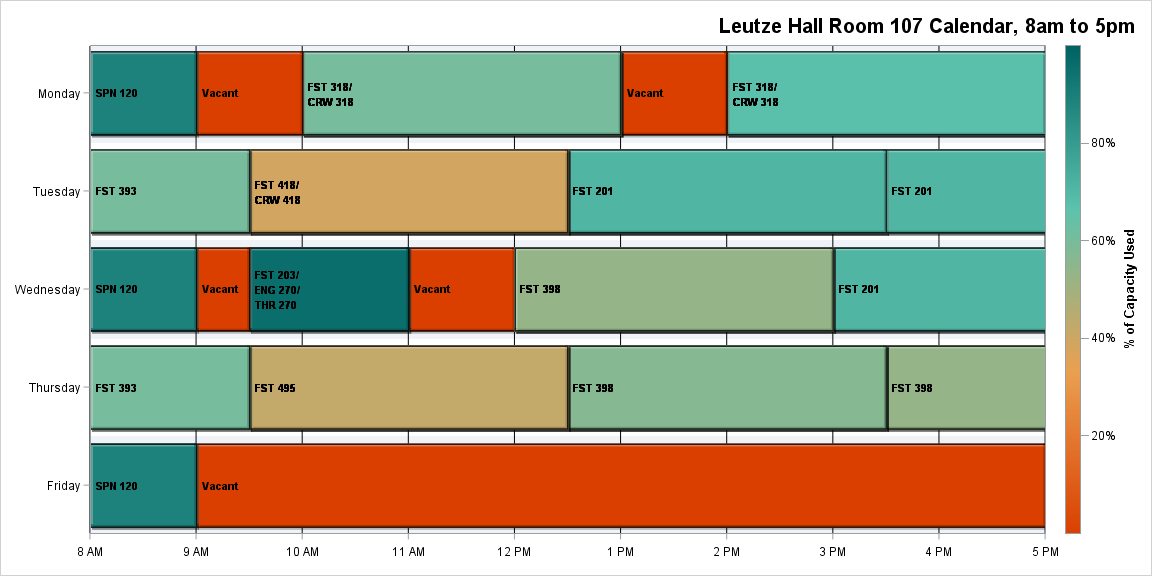 Leutze Hall Room 107 Calendar, 8am to 5pm
Monday
SPN 120
Vacant
FST 318/
CRW 318
Vacant
FST 318/
CRW 318
Tuesday
FST 393
FST 418/
CRW 418
FST 201
FST 201
Wednesday
SPN 120
Vacant
FST 203/
ENG 270/
THR 270
Vacant
FST 398
FST 201
Thursday
FST 393
FST 495
FST 398
FST 398
Friday
SPN 120
Vacant
8 AM
9 AM
10 AM
11 AM
12 PM
1 PM
2 PM
3 PM
4 PM
5 PM
80%
60%
40%
20%
% of Capacity Used